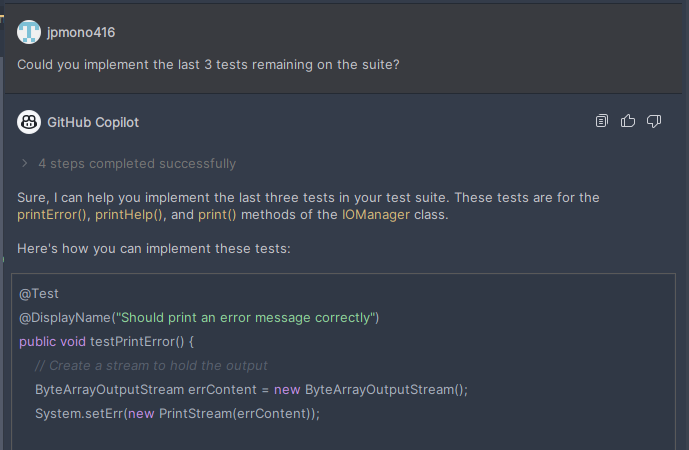 jpmono416
Could you implement the last 3 tests remaining on the suite?
GitHub Copilot
4 steps completed successfully
Sure, I can help you implement the last three tests in your test suite. These tests are for the
printError(), printHelp(), and print() methods of the IOManager class.
Here's how you can implement these tests:
@Test
@DisplayName("Should print an error message correctly")
public void testPrintError() {
// Create a stream to hold the output
ByteArrayOutputStream errContent = new ByteArrayOutputStream();
System.setErr(new PrintStream(errContent));